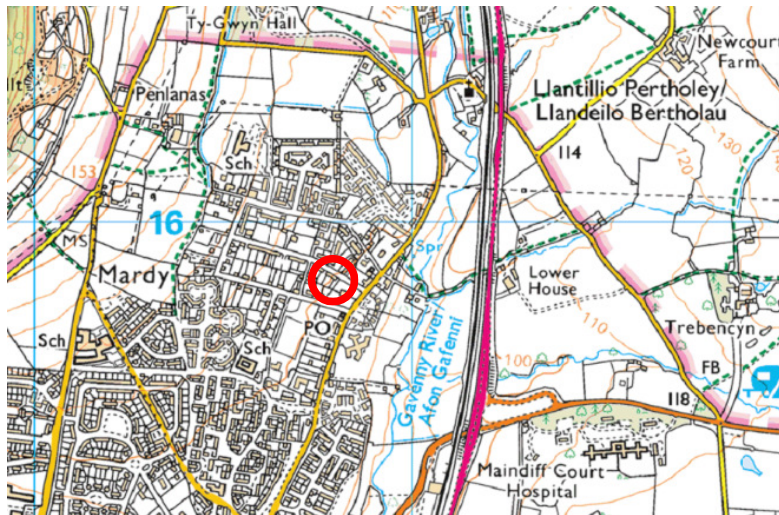 Ty-Gwyn Hall
Newcourt
Farm
Penlanas
Llantillio Pertholey/
Llandeilo Bertholau
130
120
114
Sch
153
16
MS
Spr
Mardy
Lower
House
110
Trebencyn
PO
Sch
Sch
Gavenny River
Afon Gafenni
100
FB
118
Maindiff Court
Hospital